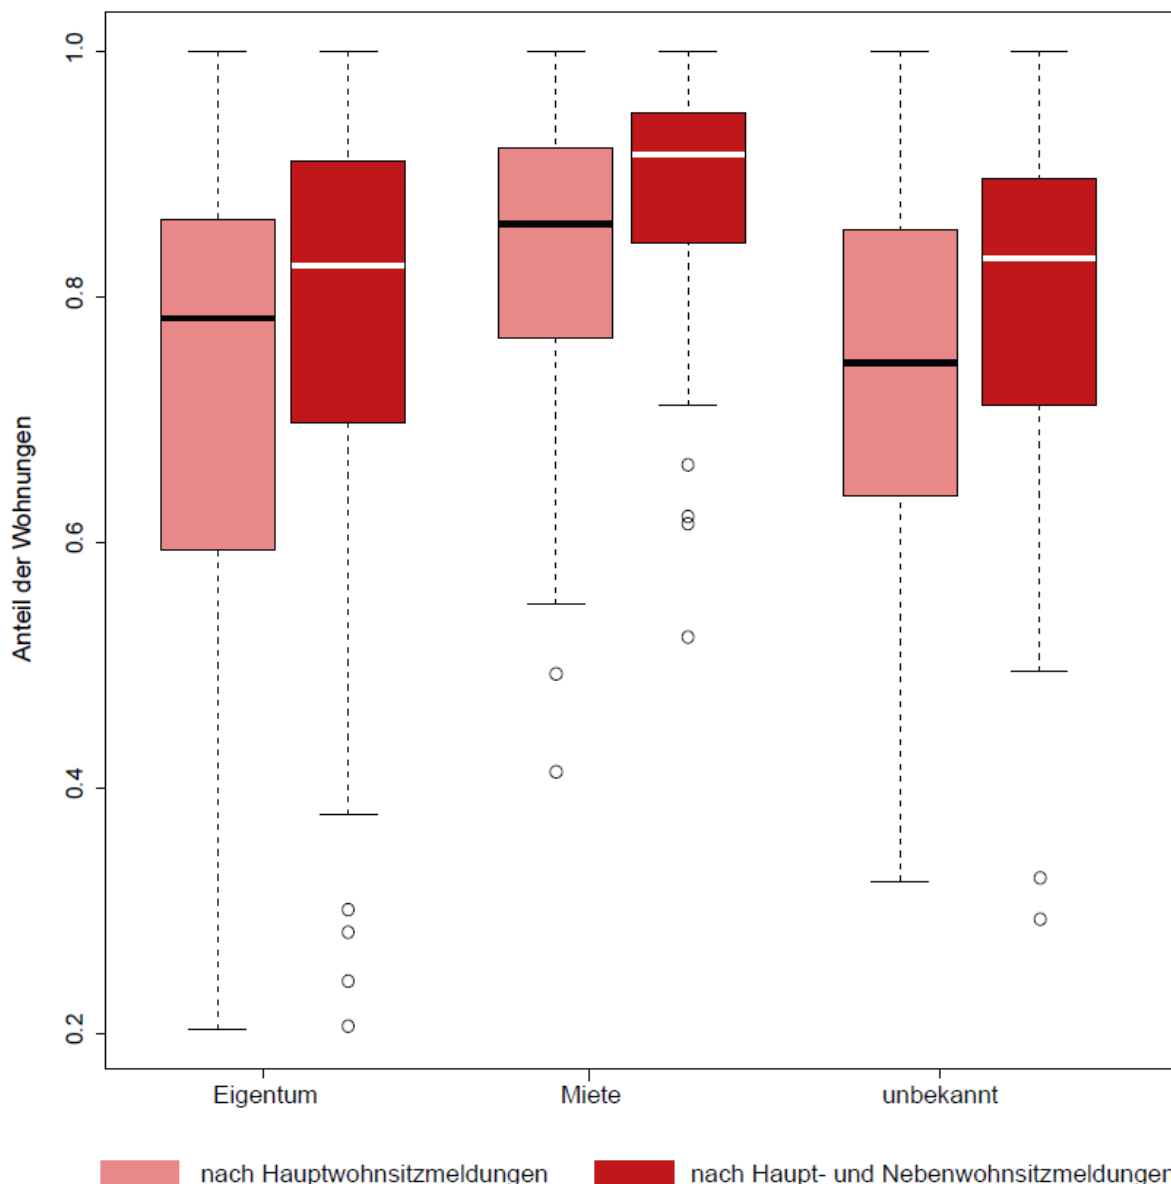 Anteil der Wohnungen
1.0
0.8
0.6
0.4
0.2
Eigentum
Miete
unbekannt
nach Hauptwohnsitzmeldungen
nach Haupt- und Nebenwohnsitzmeldungen